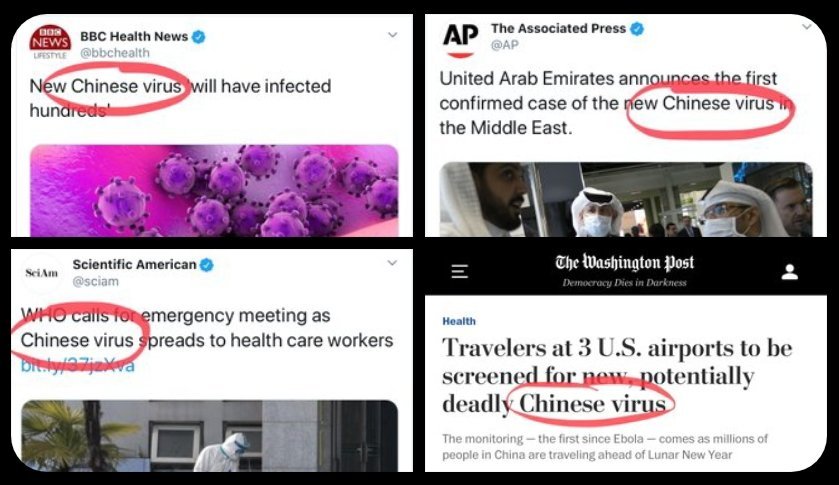 BBC
NEWS
LIFESTYLE
BBC Health News
@bbchealth
New Chinese virus 'will have infected
hundreds'
AP
The Associated Press
@AP
United Arab Emirates announces the first
confirmed case of the new Chinese virus in
the Middle East.
SciAm
Scientific American
@sciam
WHO calls for emergency meeting as
Chinese virus spreads to health care workers
bit.ly/37jzXva
The Washington Post
Democracy Dies in Darkness
Health
Travelers at 3 U.S. airports to be
screened for new, potentially
deadly Chinese virus
The monitoring — the first since Ebola — comes as millions of
people in China are traveling ahead of Lunar New Year